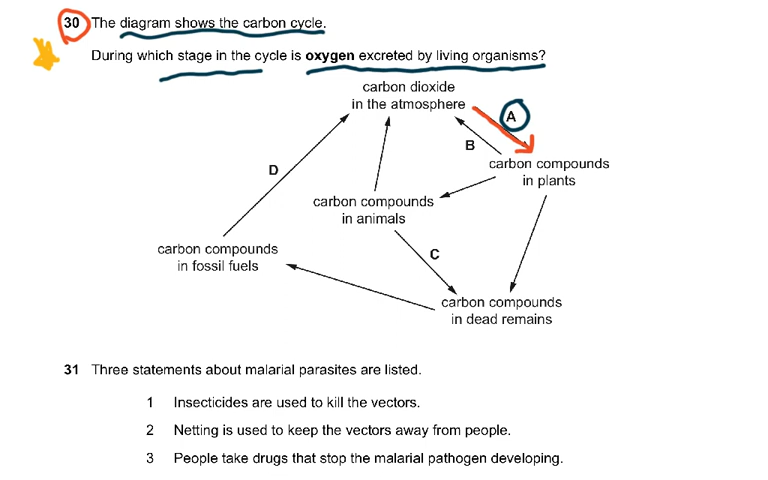 30 The diagram shows the carbon cycle.
During which stage in the cycle is oxygen excreted by living organisms?
carbon dioxide
in the atmosphere
A
B
carbon compounds
in plants
D
carbon compounds
in animals
carbon compounds
in fossil fuels
C
carbon compounds
in dead remains
31 Three statements about malarial parasites are listed.
1 Insecticides are used to kill the vectors.
2 Netting is used to keep the vectors away from people.
3 People take drugs that stop the malarial pathogen developing.